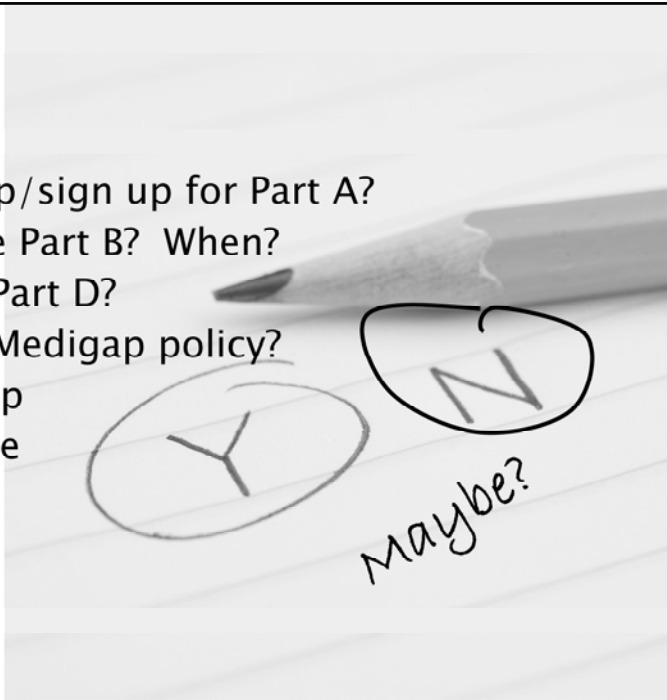 p/sign up for Part A?
e Part B? When?
Part D?
Medigap policy?
p
e
Y N
Maybe?